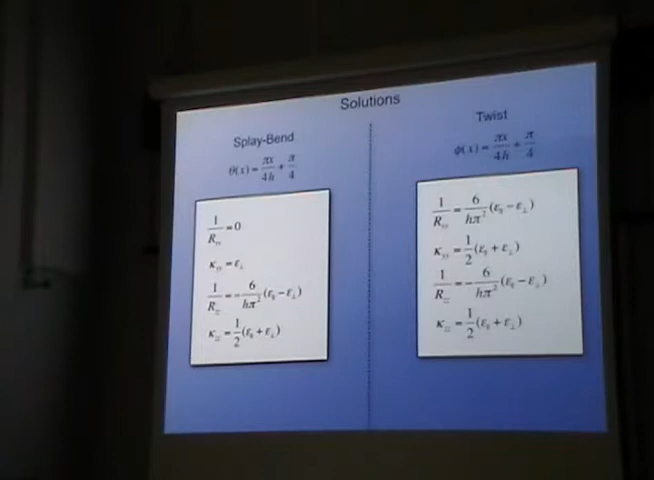 Solutions
Splay-Bend
θ(x) = πx/4h + π/4
1/R_yy = 0
κ_yy = ε_⊥
1/R_zz = -6/hπ² (ε_∥ - ε_⊥)
κ_zz = 1/2 (ε_∥ + ε_⊥)
Twist
ϕ(x) = πx/4h + π/4
1/R_yy = 6/hπ² (ε_∥ - ε_⊥)
κ_yy = 1/2 (ε_∥ + ε_⊥)
1/R_zz = -6/hπ² (ε_∥ - ε_⊥)
κ_zz = 1/2 (ε_∥ + ε_⊥)